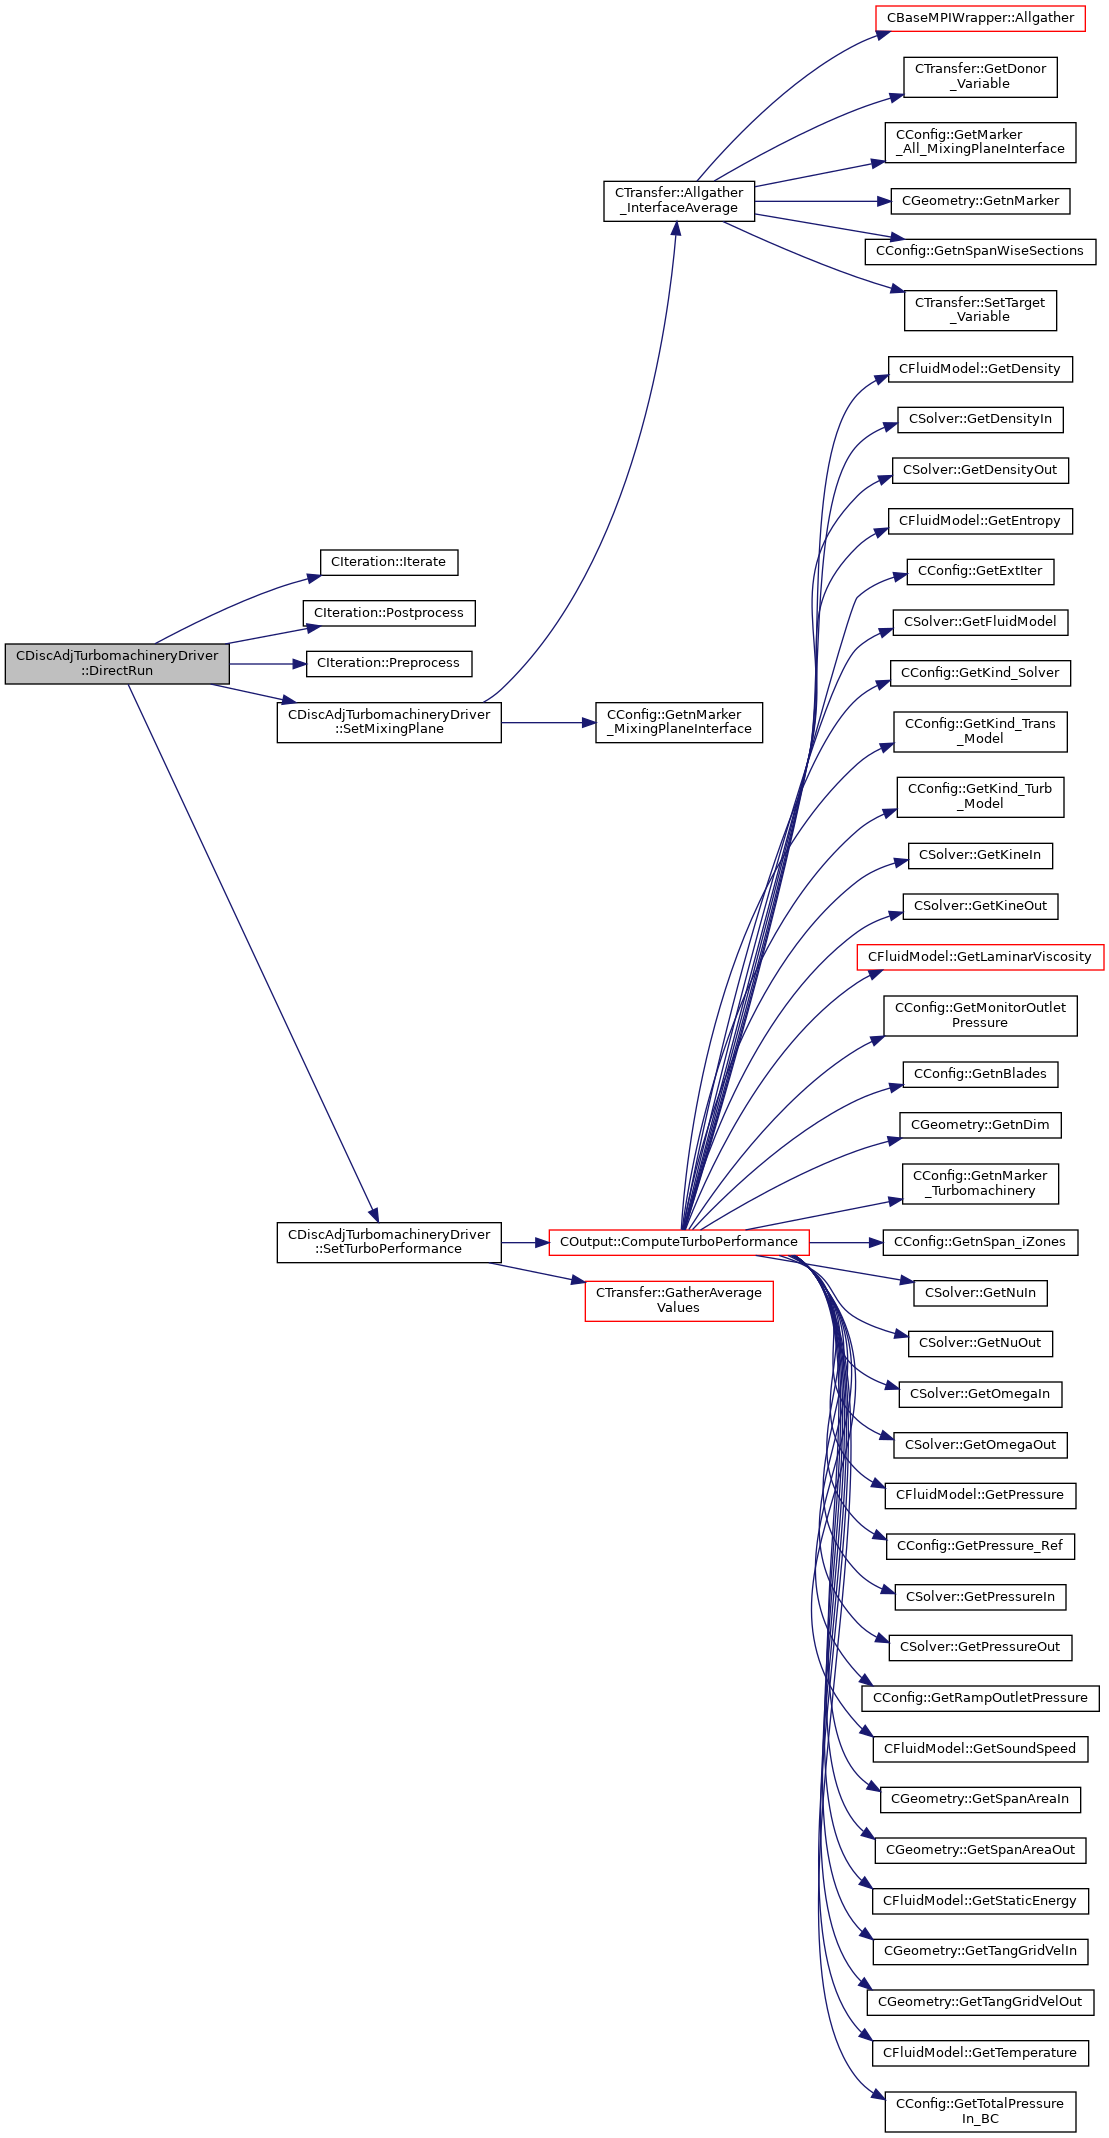 CBaseMPIWrapper::Allgather
CTransfer::GetDonor
_Variable
CConfig::GetMarker
_All_MixingPlaneInterface
CTransfer::Allgather
_InterfaceAverage
CGeometry::GetnMarker
CConfig::GetnSpanWiseSections
CTransfer::SetTarget
_Variable
CFluidModel::GetDensity
CSolver::GetDensityIn
CSolver::GetDensityOut
CFluidModel::GetEntropy
CIteration::Iterate
CConfig::GetExtIter
CIteration::Postprocess
CSolver::GetFluidModel
CDiscAdjTurbomachineryDriver
::DirectRun
CIteration::Preprocess
CConfig::GetKind_Solver
CDiscAdjTurbomachineryDriver
::SetMixingPlane
CConfig::GetnMarker
_MixingPlaneInterface
CConfig::GetKind_Trans
_Model
CConfig::GetKind_Turb
_Model
CSolver::GetKineIn
CSolver::GetKineOut
CFluidModel::GetLaminarViscosity
CConfig::GetMonitorOutlet
Pressure
CConfig::GetnBlades
CGeometry::GetnDim
CConfig::GetnMarker
_Turbomachinery
CDiscAdjTurbomachineryDriver
::SetTurboPerformance
COutput::ComputeTurboPerformance
CConfig::GetnSpan_iZones
CTransfer::GatherAverage
Values
CSolver::GetNuIn
CSolver::GetNuOut
CSolver::GetOmegaIn
CSolver::GetOmegaOut
CFluidModel::GetPressure
CConfig::GetPressure_Ref
CSolver::GetPressureIn
CSolver::GetPressureOut
CConfig::GetRampOutletPressure
CFluidModel::GetSoundSpeed
CGeometry::GetSpanAreaIn
CGeometry::GetSpanAreaOut
CFluidModel::GetStaticEnergy
CGeometry::GetTangGridVelIn
CGeometry::GetTangGridVelOut
CFluidModel::GetTemperature
CConfig::GetTotalPressure
In_BC